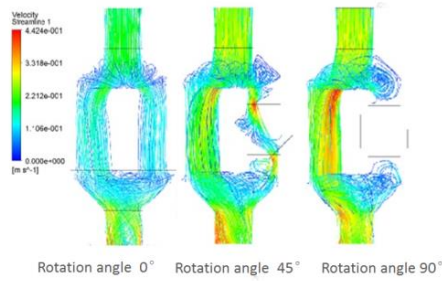 Velocity
Streamline 1
4.424e-001
3.318e-001
2.212e-001
1.106e-001
0.000e+000
[m s^-1]
Rotation angle 0°
Rotation angle 45°
Rotation angle 90°